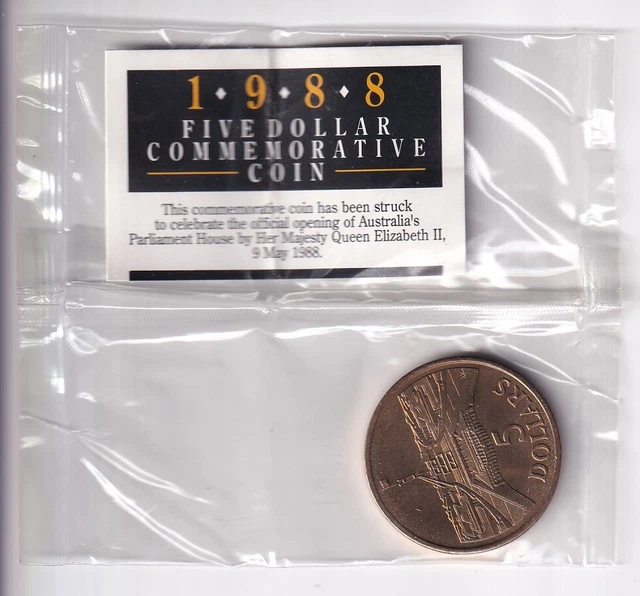 1♦9♦8♦8
FIVE DOLLAR
COMMEMORATIVE
COIN
This commemorative coin has been struck
to celebrate the official opening of Australia's
Parliament House by Her Majesty Queen Elizabeth II,
9 May 1988.
5
DOLLARS